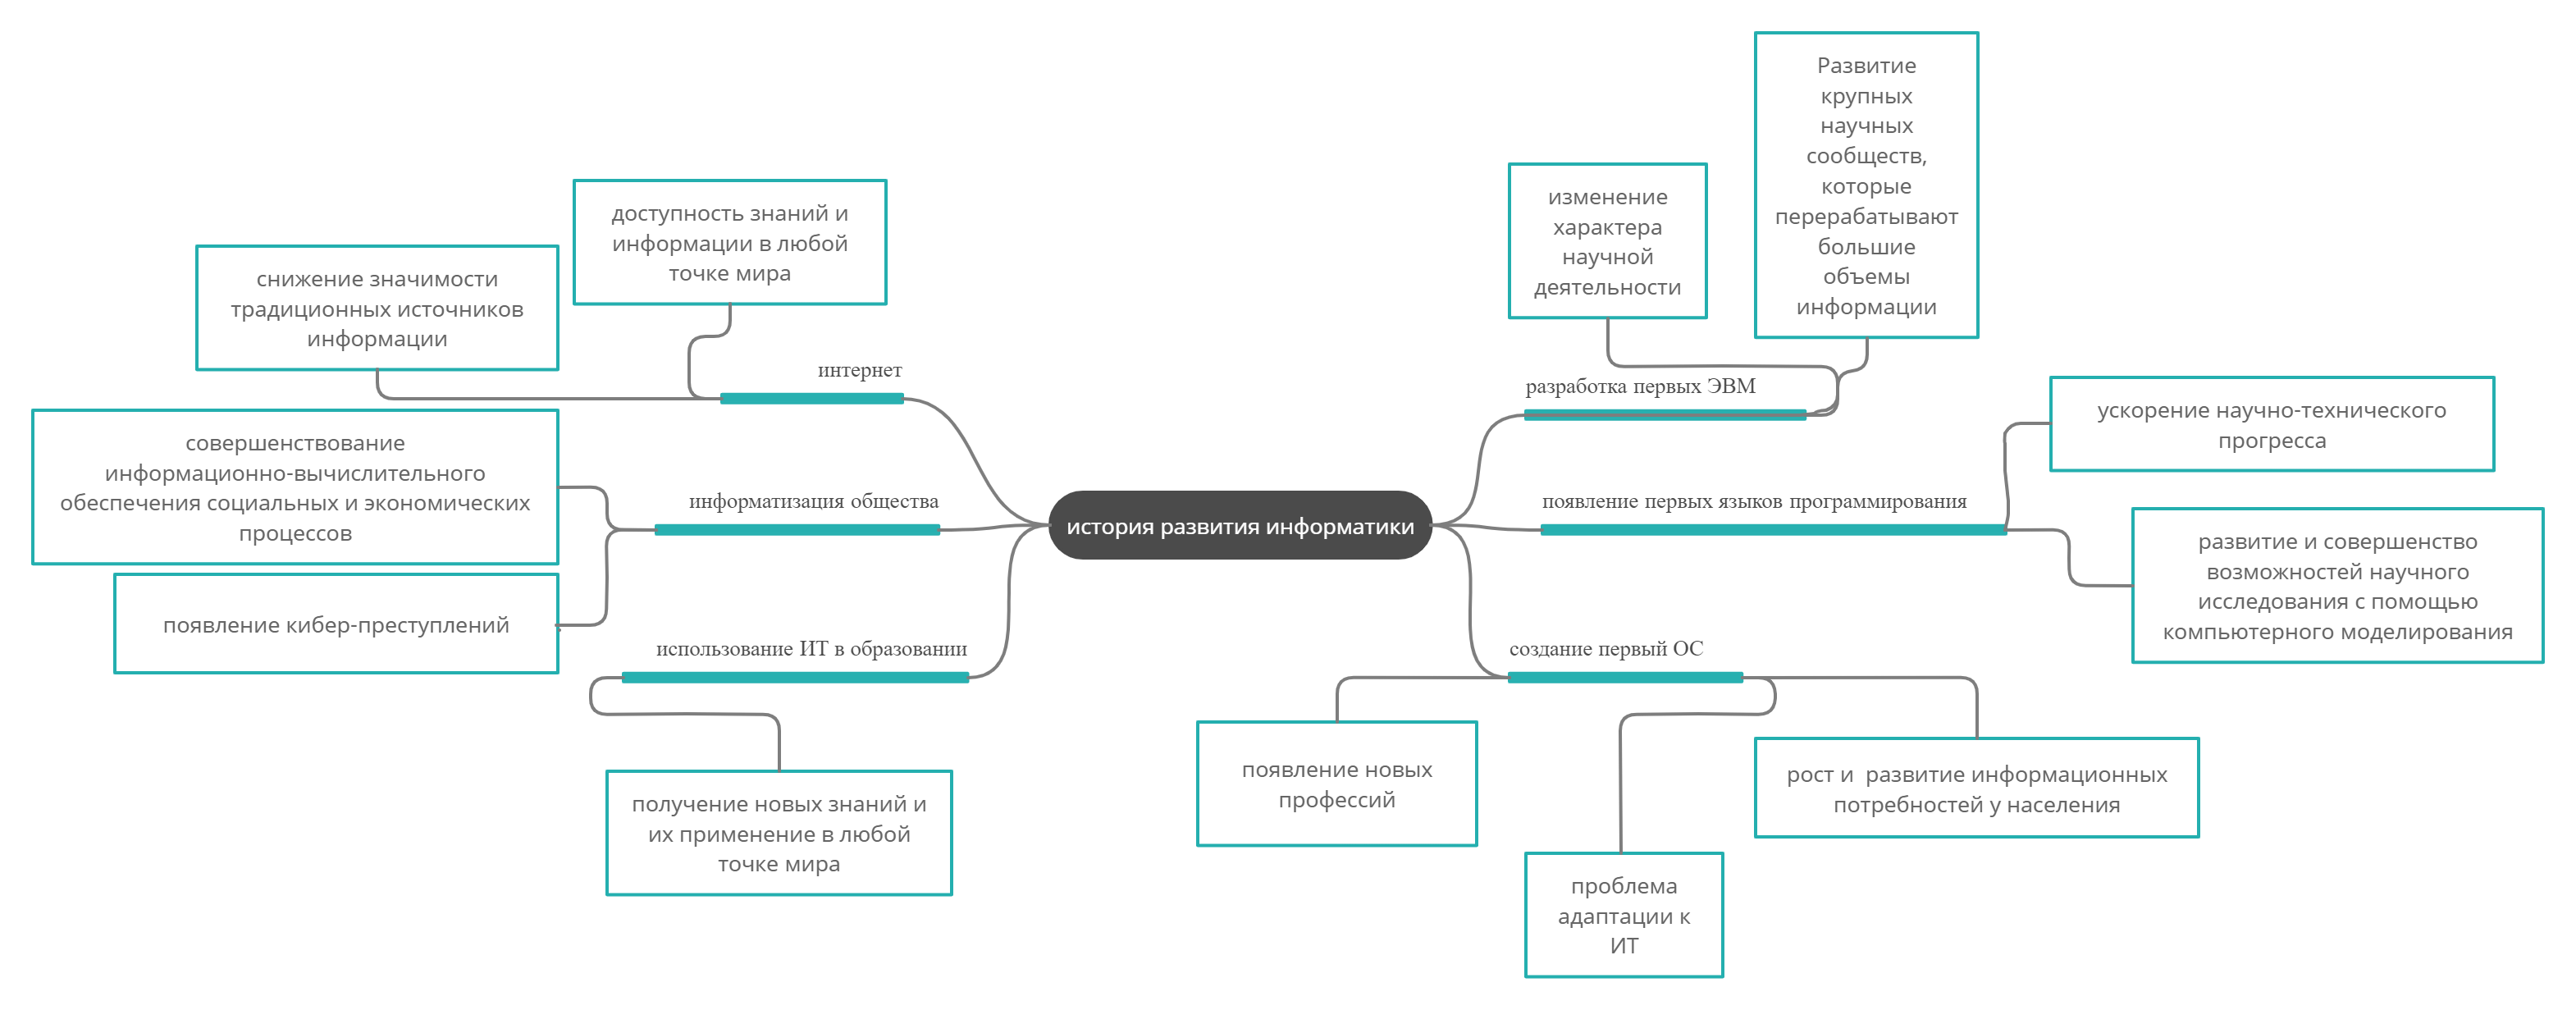 история развития информатики
интернет
доступность знаний и
информации в любой
точке мира
снижение значимости
традиционных источников
информации
информатизация общества
совершенствование
информационно-вычислительного
обеспечения социальных и экономических
процессов
появление кибер-преступлений
использование ИТ в образовании
получение новых знаний и
их применение в любой
точке мира
разработка первых ЭВМ
изменение
характера
научной
деятельности
Развитие
крупных
научных
сообществ,
которые
перерабатывают
большие
объемы
информации
появление первых языков программирования
ускорение научно-технического
прогресса
развитие и совершенство
возможностей научного
исследования с помощью
компьютерного моделирования
создание первый ОС
появление новых
профессий
проблема
адаптации к
ИТ
рост и  развитие информационных
потребностей у населения